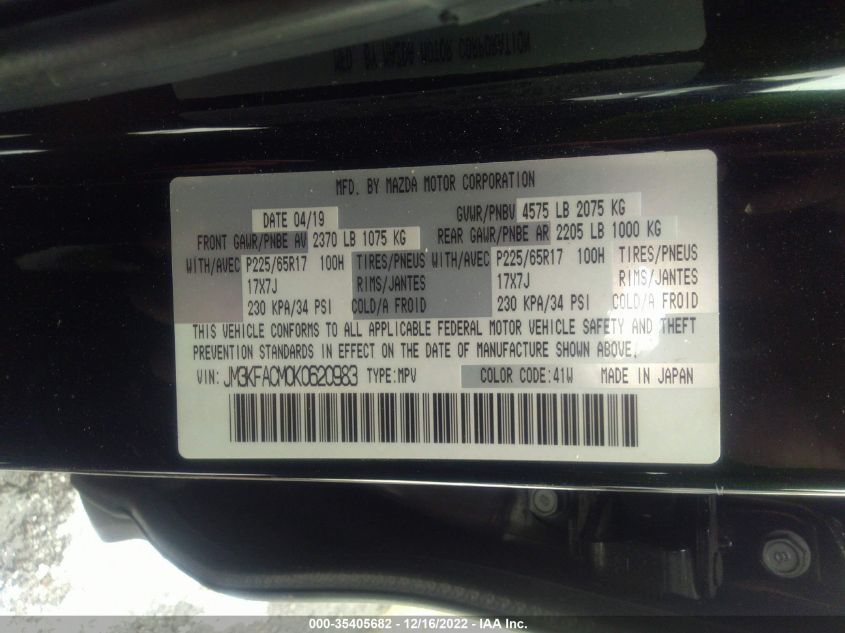 MFD. BY MAZDA MOTOR CORPORATION
DATE 04/19 GVWR/PNBV 4575 LB 2075 KG
FRONT GAWR/PNBE AV 2370 LB 1075 KG REAR GAWR/PNBE AR 2205 LB 1000 KG
WITH/AVEC P225/65R17 100H TIRES/PNEUS WITH/AVEC P225/65R17 100H TIRES/PNEUS
17X7J RIMS/JANTES 17X7J RIMS/JANTES
230 KPA/34 PSI COLD/A FROID 230 KPA/34 PSI COLD/A FROID
THIS VEHICLE CONFORMS TO ALL APPLICABLE FEDERAL MOTOR VEHICLE SAFETY AND THEFT
PREVENTION STANDARDS IN EFFECT ON THE DATE OF MANUFACTURE SHOWN ABOVE.
VIN: JM3KFACM0K0620983 TYPE:MPV COLOR CODE:41W MADE IN JAPAN
000-35405682 - 12/16/2022 - IAA Inc.